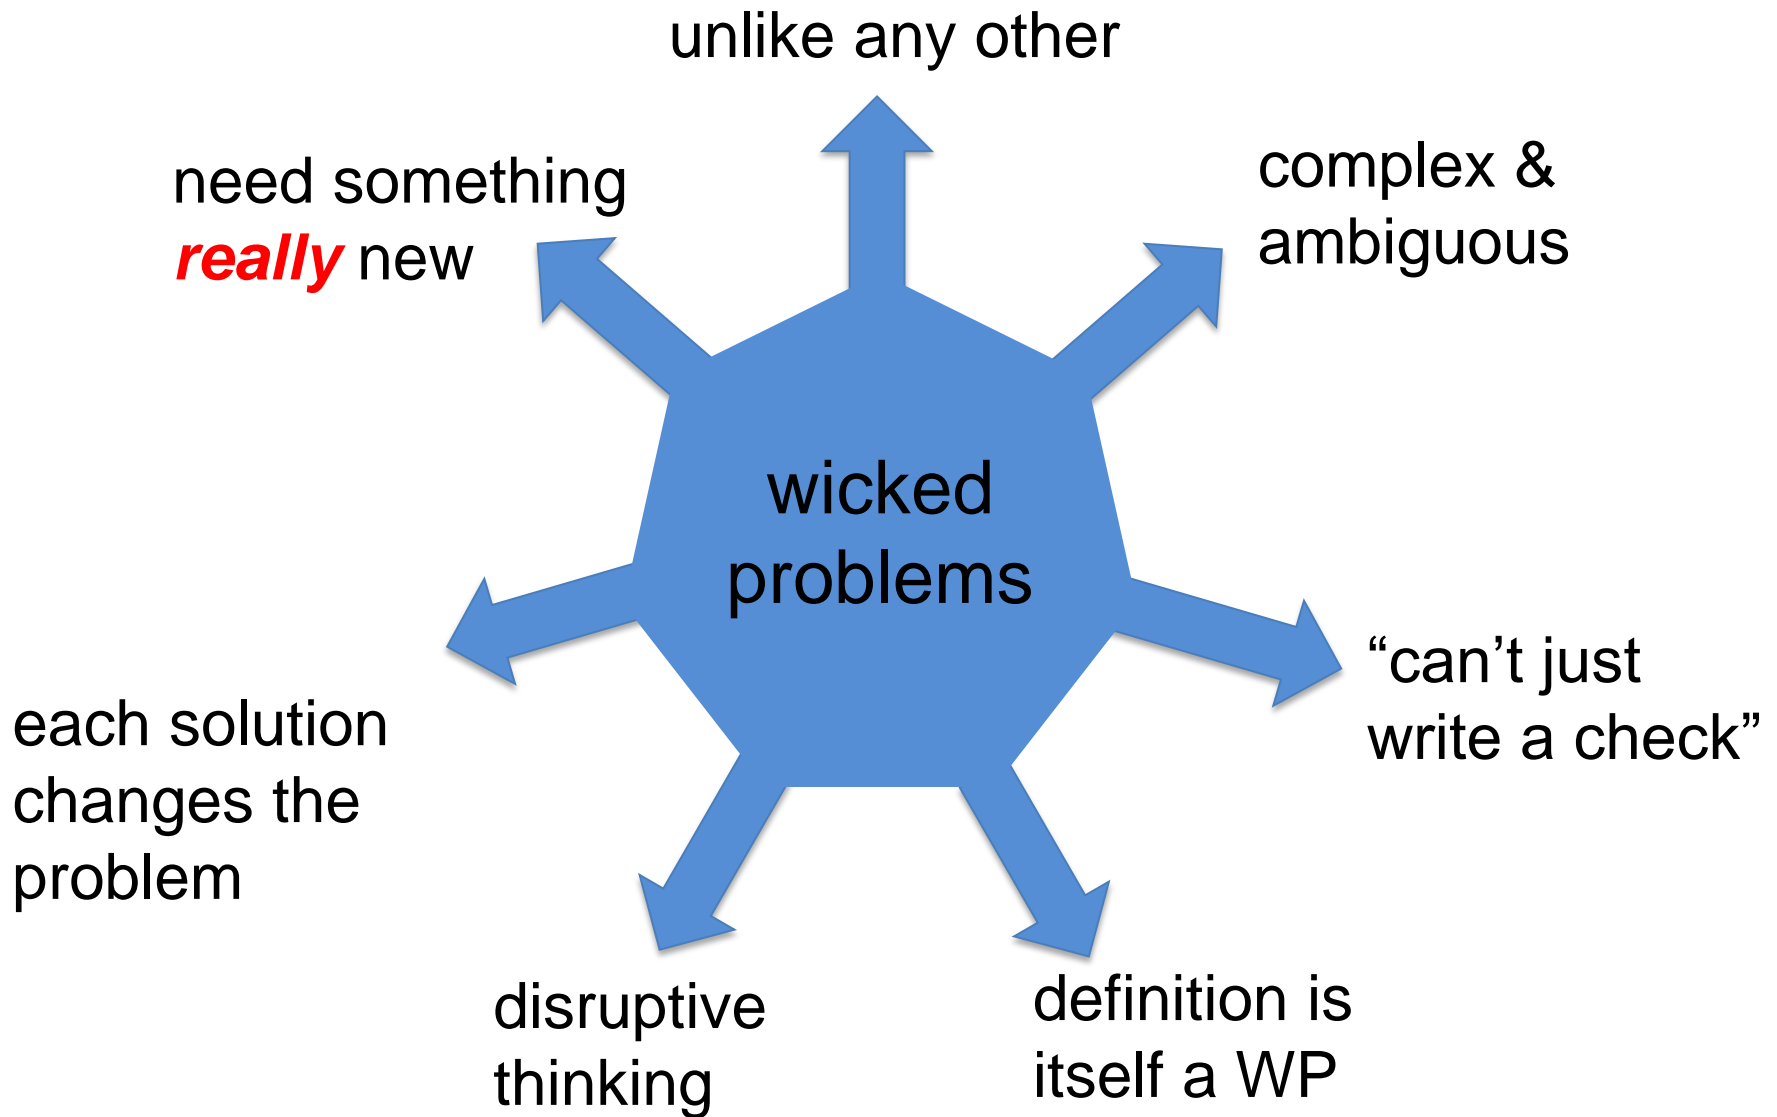 unlike any other
complex &
ambiguous
“can’t just
write a check”
definition is
itself a WP
disruptive
thinking
each solution
changes the
problem
need something
really new
wicked
problems